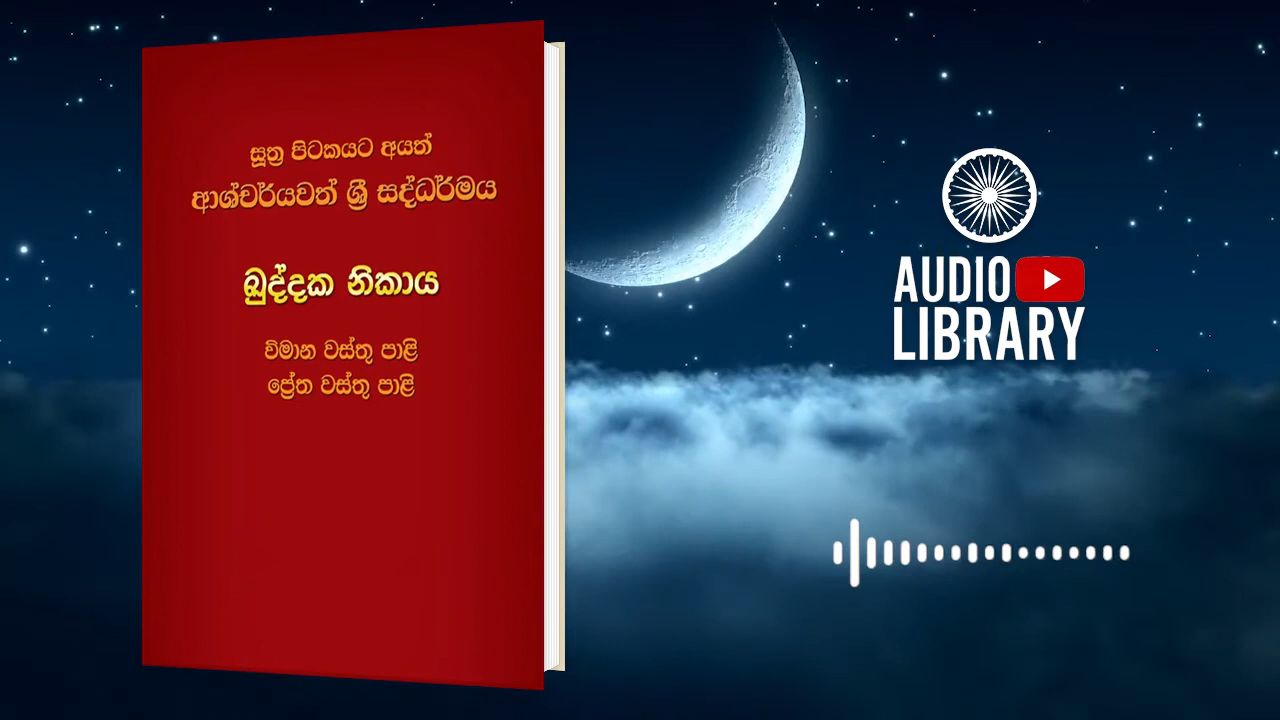 සූත්‍ර පිටකයට අයත්
ආශ්චර්යවත් ශ්‍රී සද්ධර්මය
ඛුද්දක නිකාය
විමාන වස්තු පාළි
ප්‍රේත වස්තු පාළි
AUDIO
LIBRARY